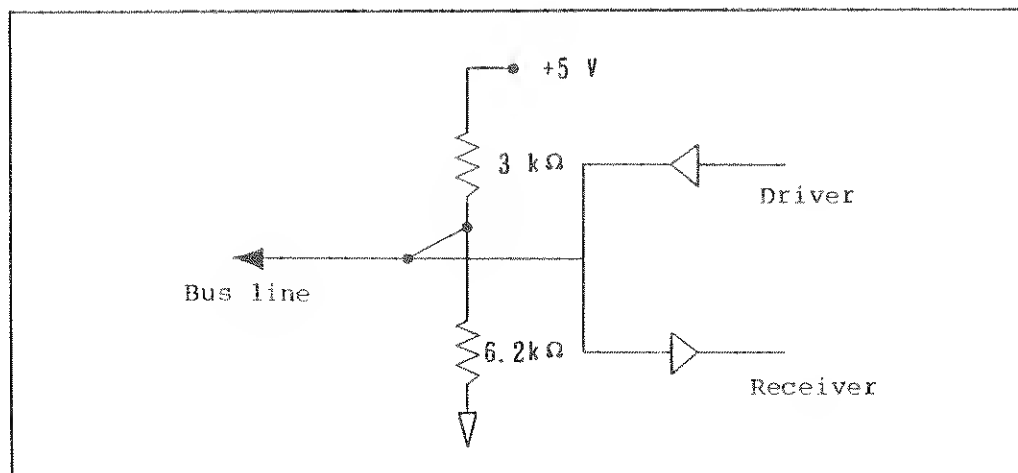 +5 V
3 kΩ
Driver
Bus line
6.2kΩ
Receiver